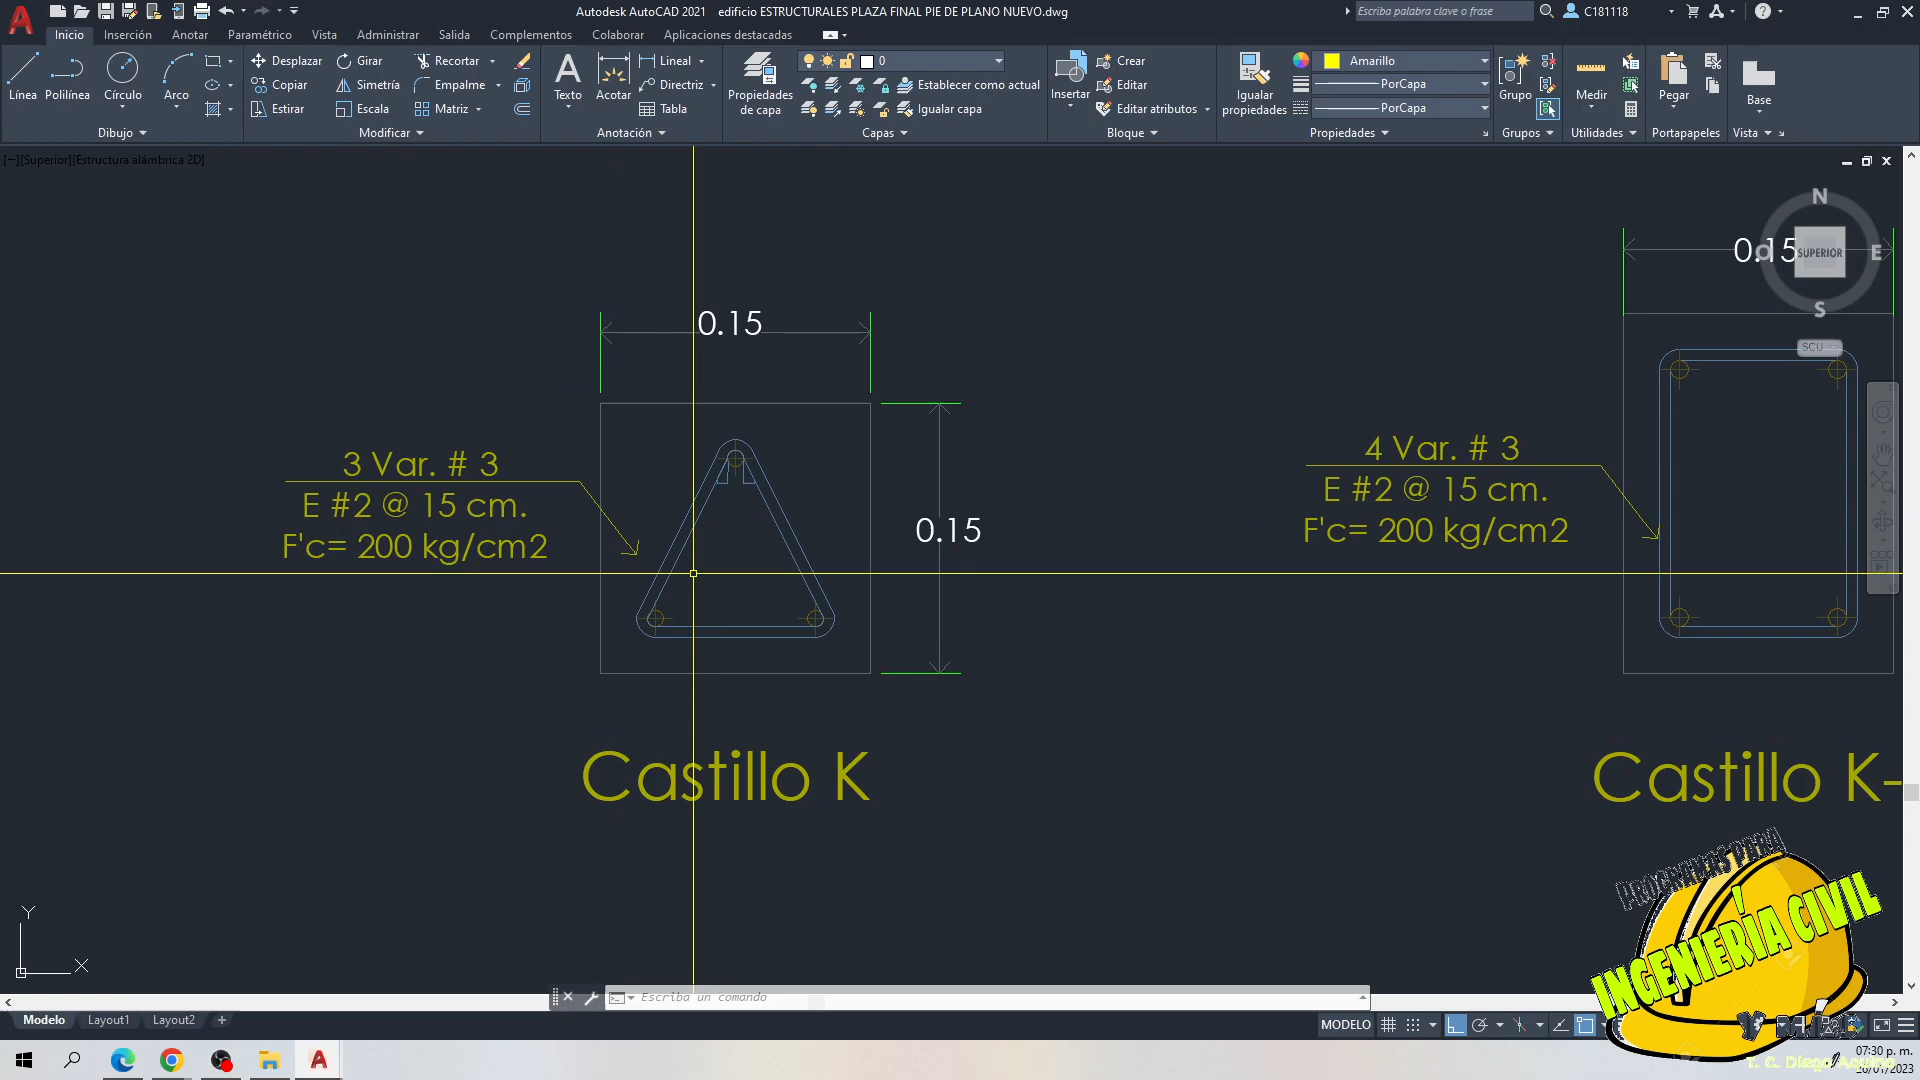 Autodesk AutoCAD 2021 edificio ESTRUCTURALES PLAZA FINAL PIE DE PLANO NUEVO.dwg
Escriba palabra clave o frase
C181118
Inicio Inserción Anotar Paramétrico Vista Administrar Salida Complementos Colaborar Aplicaciones destacadas
Línea Polilínea Círculo Arco
Desplazar Girar Recortar
Copiar Simetría Empalme
Estirar Escala Matriz
Texto Acotar
Lineal
Directriz
Tabla
Propiedades de capa
0
Establecer como actual
Igualar capa
Insertar
Crear
Editar
Editar atributos
Igualar propiedades
Amarillo
PorCapa
PorCapa
Grupo
Medir
Pegar
Base
Dibujo Modificar Anotación Capas Bloque Propiedades Grupos Utilidades Portapapeles Vista
[−][Superior][Estructura alámbrica 2D]
N
O SUPERIOR E
S
SCU
0.15
0.15
0.15
3 Var. # 3
E #2 @ 15 cm.
F'c= 200 kg/cm2
4 Var. # 3
E #2 @ 15 cm.
F'c= 200 kg/cm2
Castillo K
Castillo K-
PROGRAMAS PARA
INGENIERÍA CIVIL
Y
X
Escriba un comando
Modelo Layout1 Layout2 +
MODELO
07:30 p. m.
26/01/2023